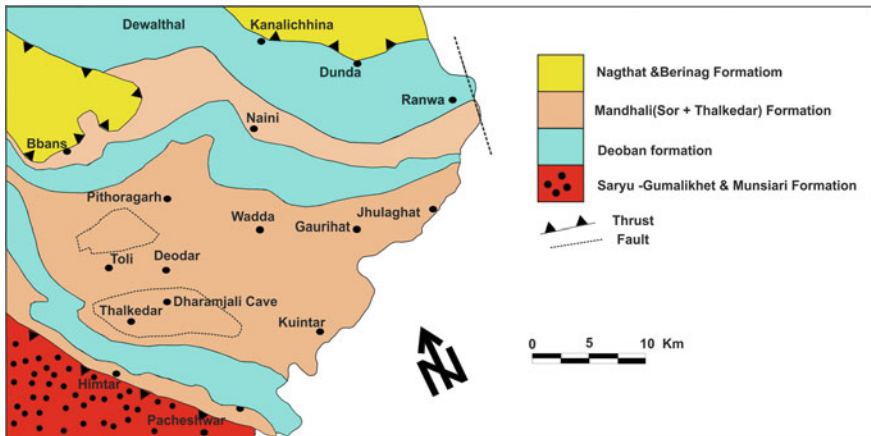 Dewalthal
Kanalichhina
Dunda
Ranwa
Naini
Bbans
Pithoragarh
Wadda
Gaurihat
Jhulaghat
Toli
Deodar
Dharamjali Cave
Thalkedar
Kuintar
Himtar
Pacheshwar
N
Nagthat &Berinag Formatiom
Mandhali(Sor + Thalkedar) Formation
Deoban formation
Saryu -Gumalikhet & Munsiari Formation
Thrust
Fault
0 5 10 Km